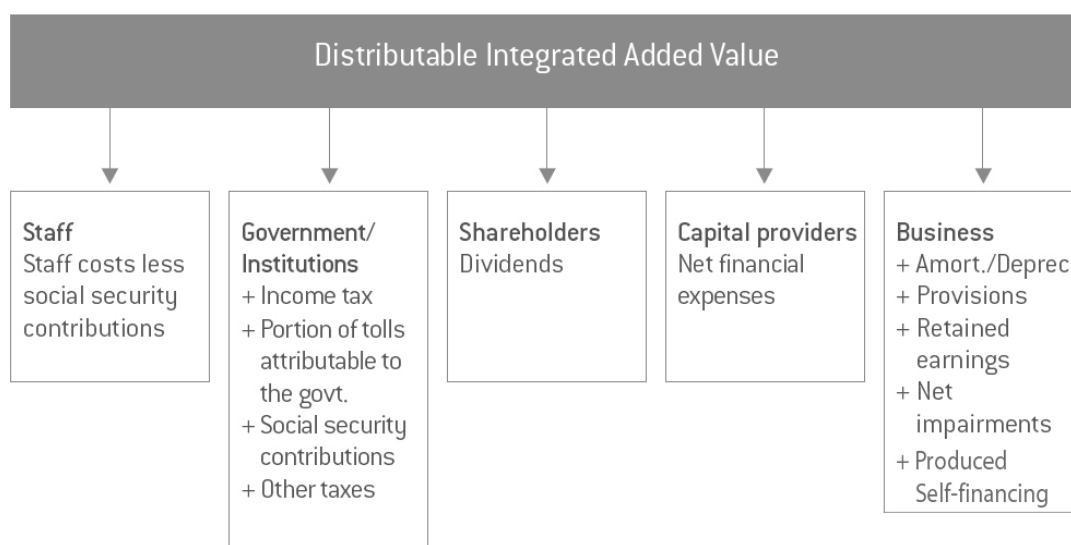 Distributable Integrated Added Value
Staff
Staff costs less
social security
contributions
Government/
Institutions
+ Income tax
+ Portion of tolls
attributable to
the govt.
+ Social security
contributions
+ Other taxes
Shareholders
Dividends
Capital providers
Net financial
expenses
Business
+ Amort./Deprec
+ Provisions
+ Retained
earnings
+ Net
impairments
+ Produced
Self-financing